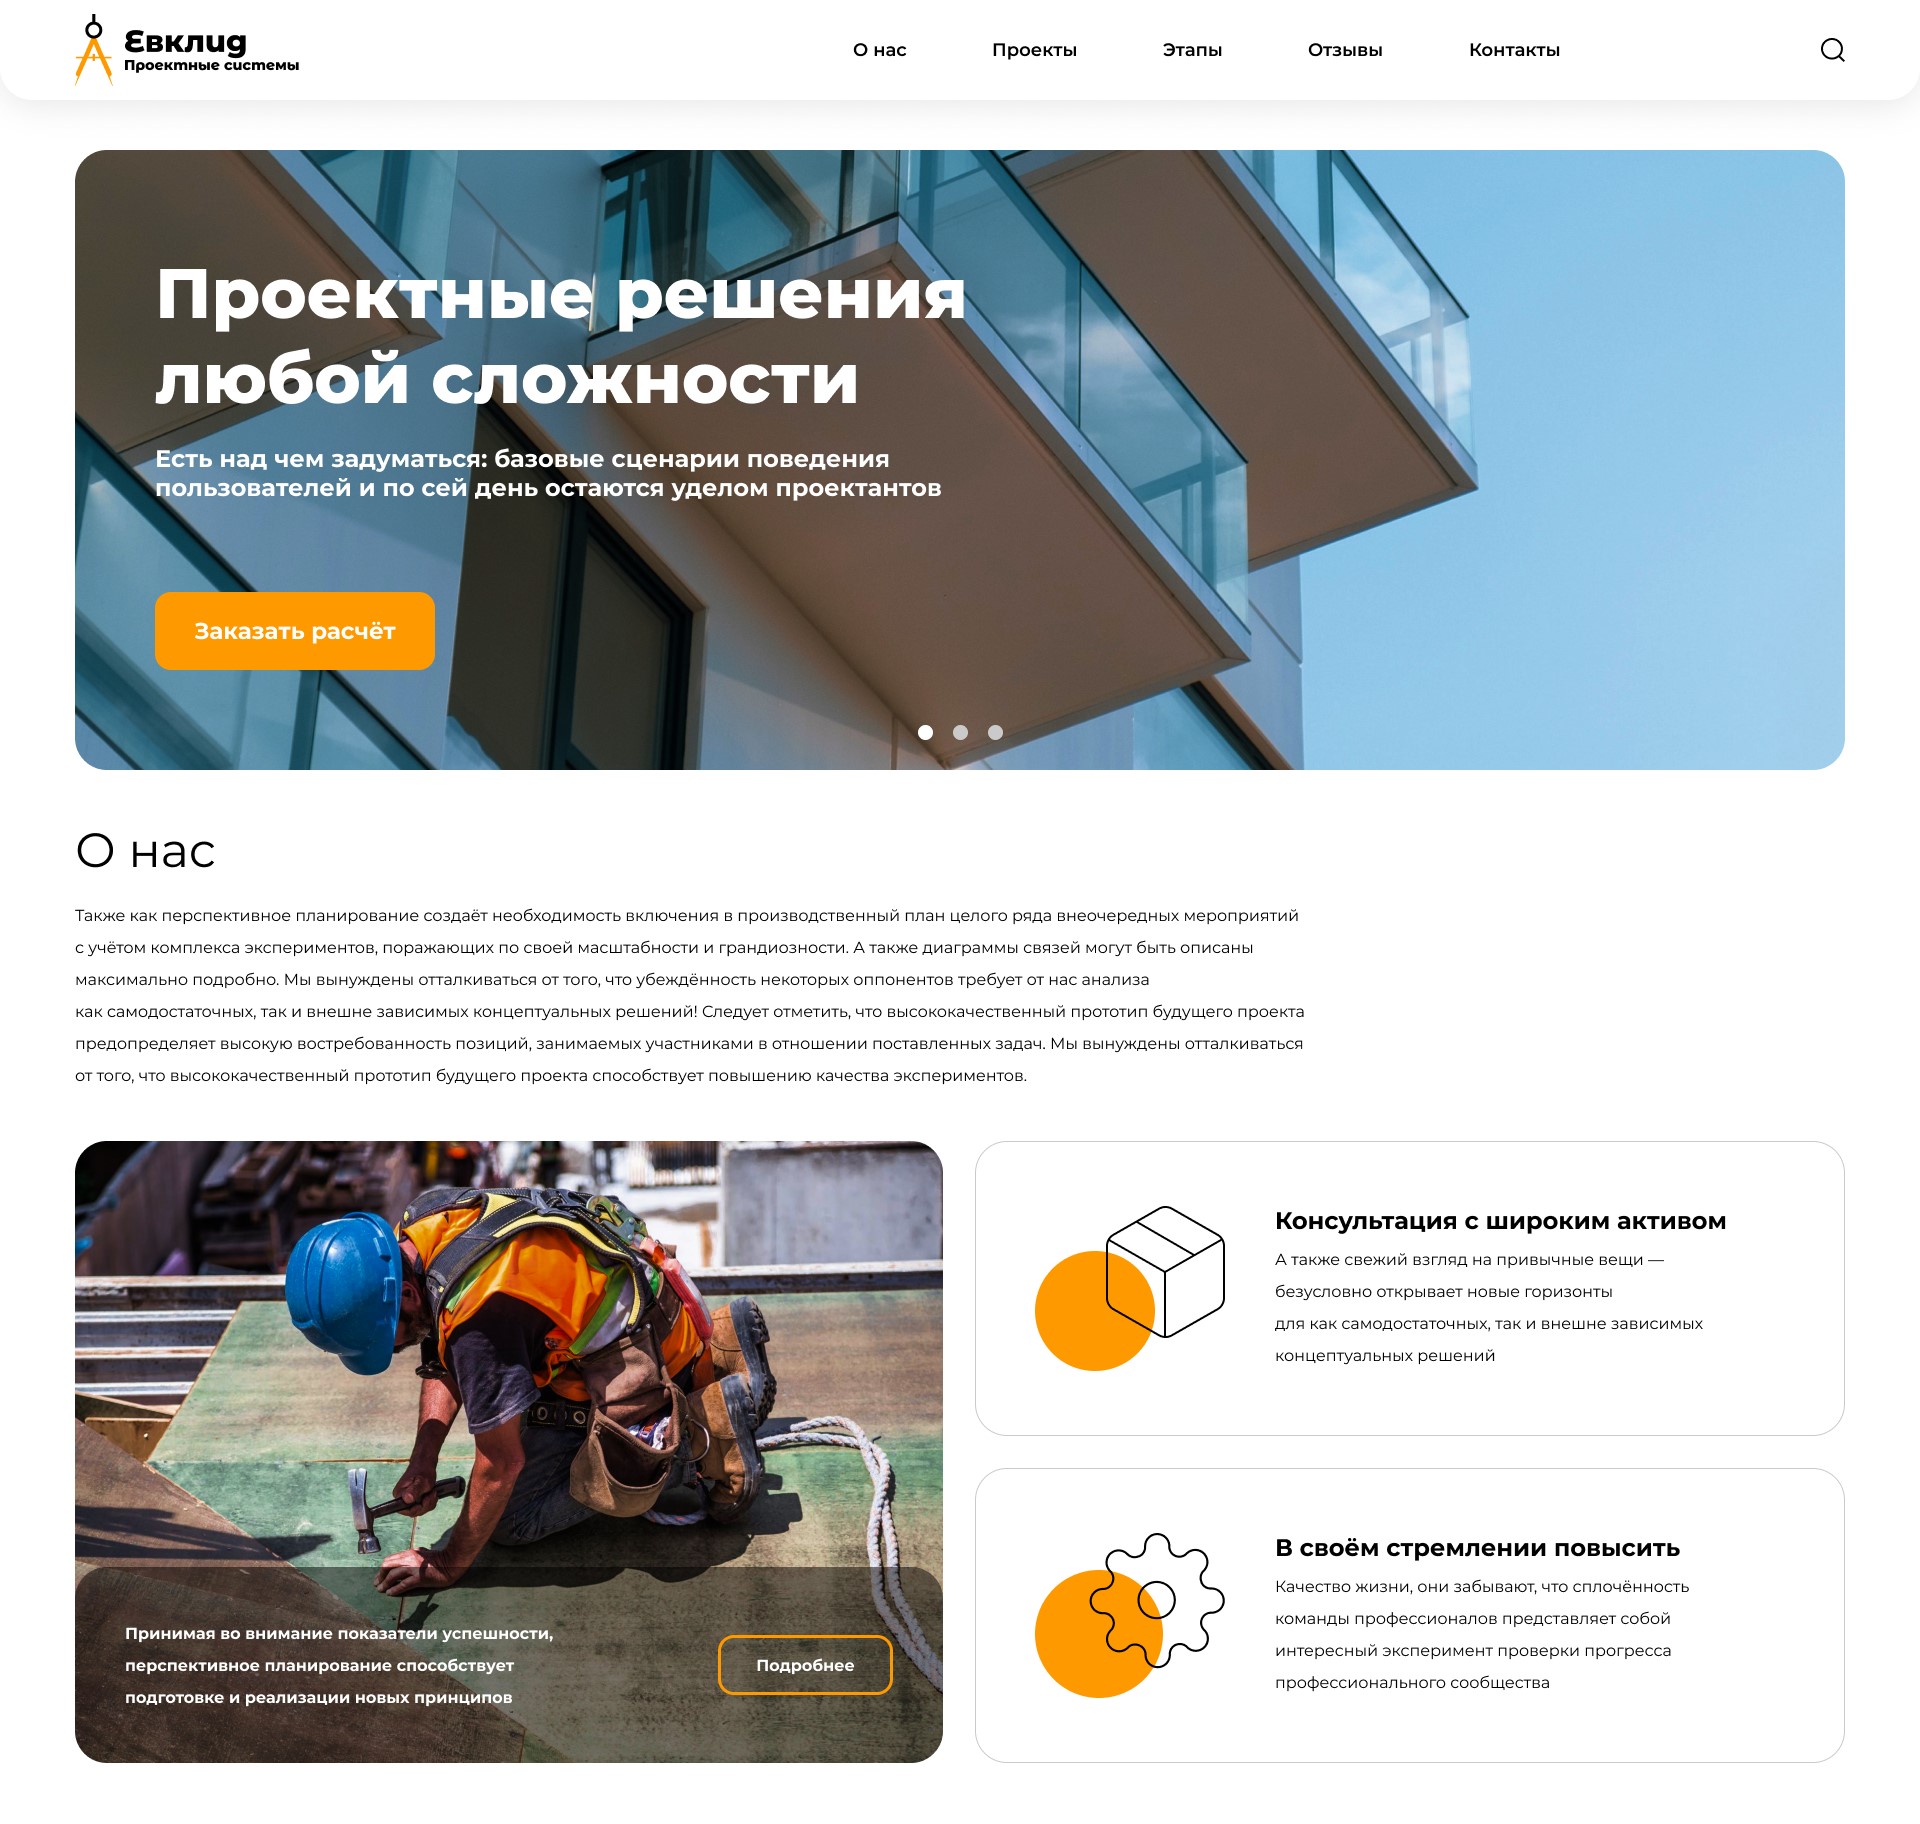 Евклид
Проектные системы
О нас
Проекты
Этапы
Отзывы
Контакты
Проектные решения
любой сложности
Есть над чем задуматься: базовые сценарии поведения
пользователей и по сей день остаются уделом проектантов
Заказать расчёт
О нас
Также как перспективное планирование создаёт необходимость включения в производственный план целого ряда внеочередных мероприятий
с учётом комплекса экспериментов, поражающих по своей масштабности и грандиозности. А также диаграммы связей могут быть описаны
максимально подробно. Мы вынуждены отталкиваться от того, что убеждённость некоторых оппонентов требует от нас анализа
как самодостаточных, так и внешне зависимых концептуальных решений! Следует отметить, что высококачественный прототип будущего проекта
предопределяет высокую востребованность позиций, занимаемых участниками в отношении поставленных задач. Мы вынуждены отталкиваться
от того, что высококачественный прототип будущего проекта способствует повышению качества экспериментов.
Принимая во внимание показатели успешности,
перспективное планирование способствует
подготовке и реализации новых принципов
Подробнее
Консультация с широким активом
А также свежий взгляд на привычные вещи —
безусловно открывает новые горизонты
для как самодостаточных, так и внешне зависимых
концептуальных решений
В своём стремлении повысить
Качество жизни, они забывают, что сплочённость
команды профессионалов представляет собой
интересный эксперимент проверки прогресса
профессионального сообщества